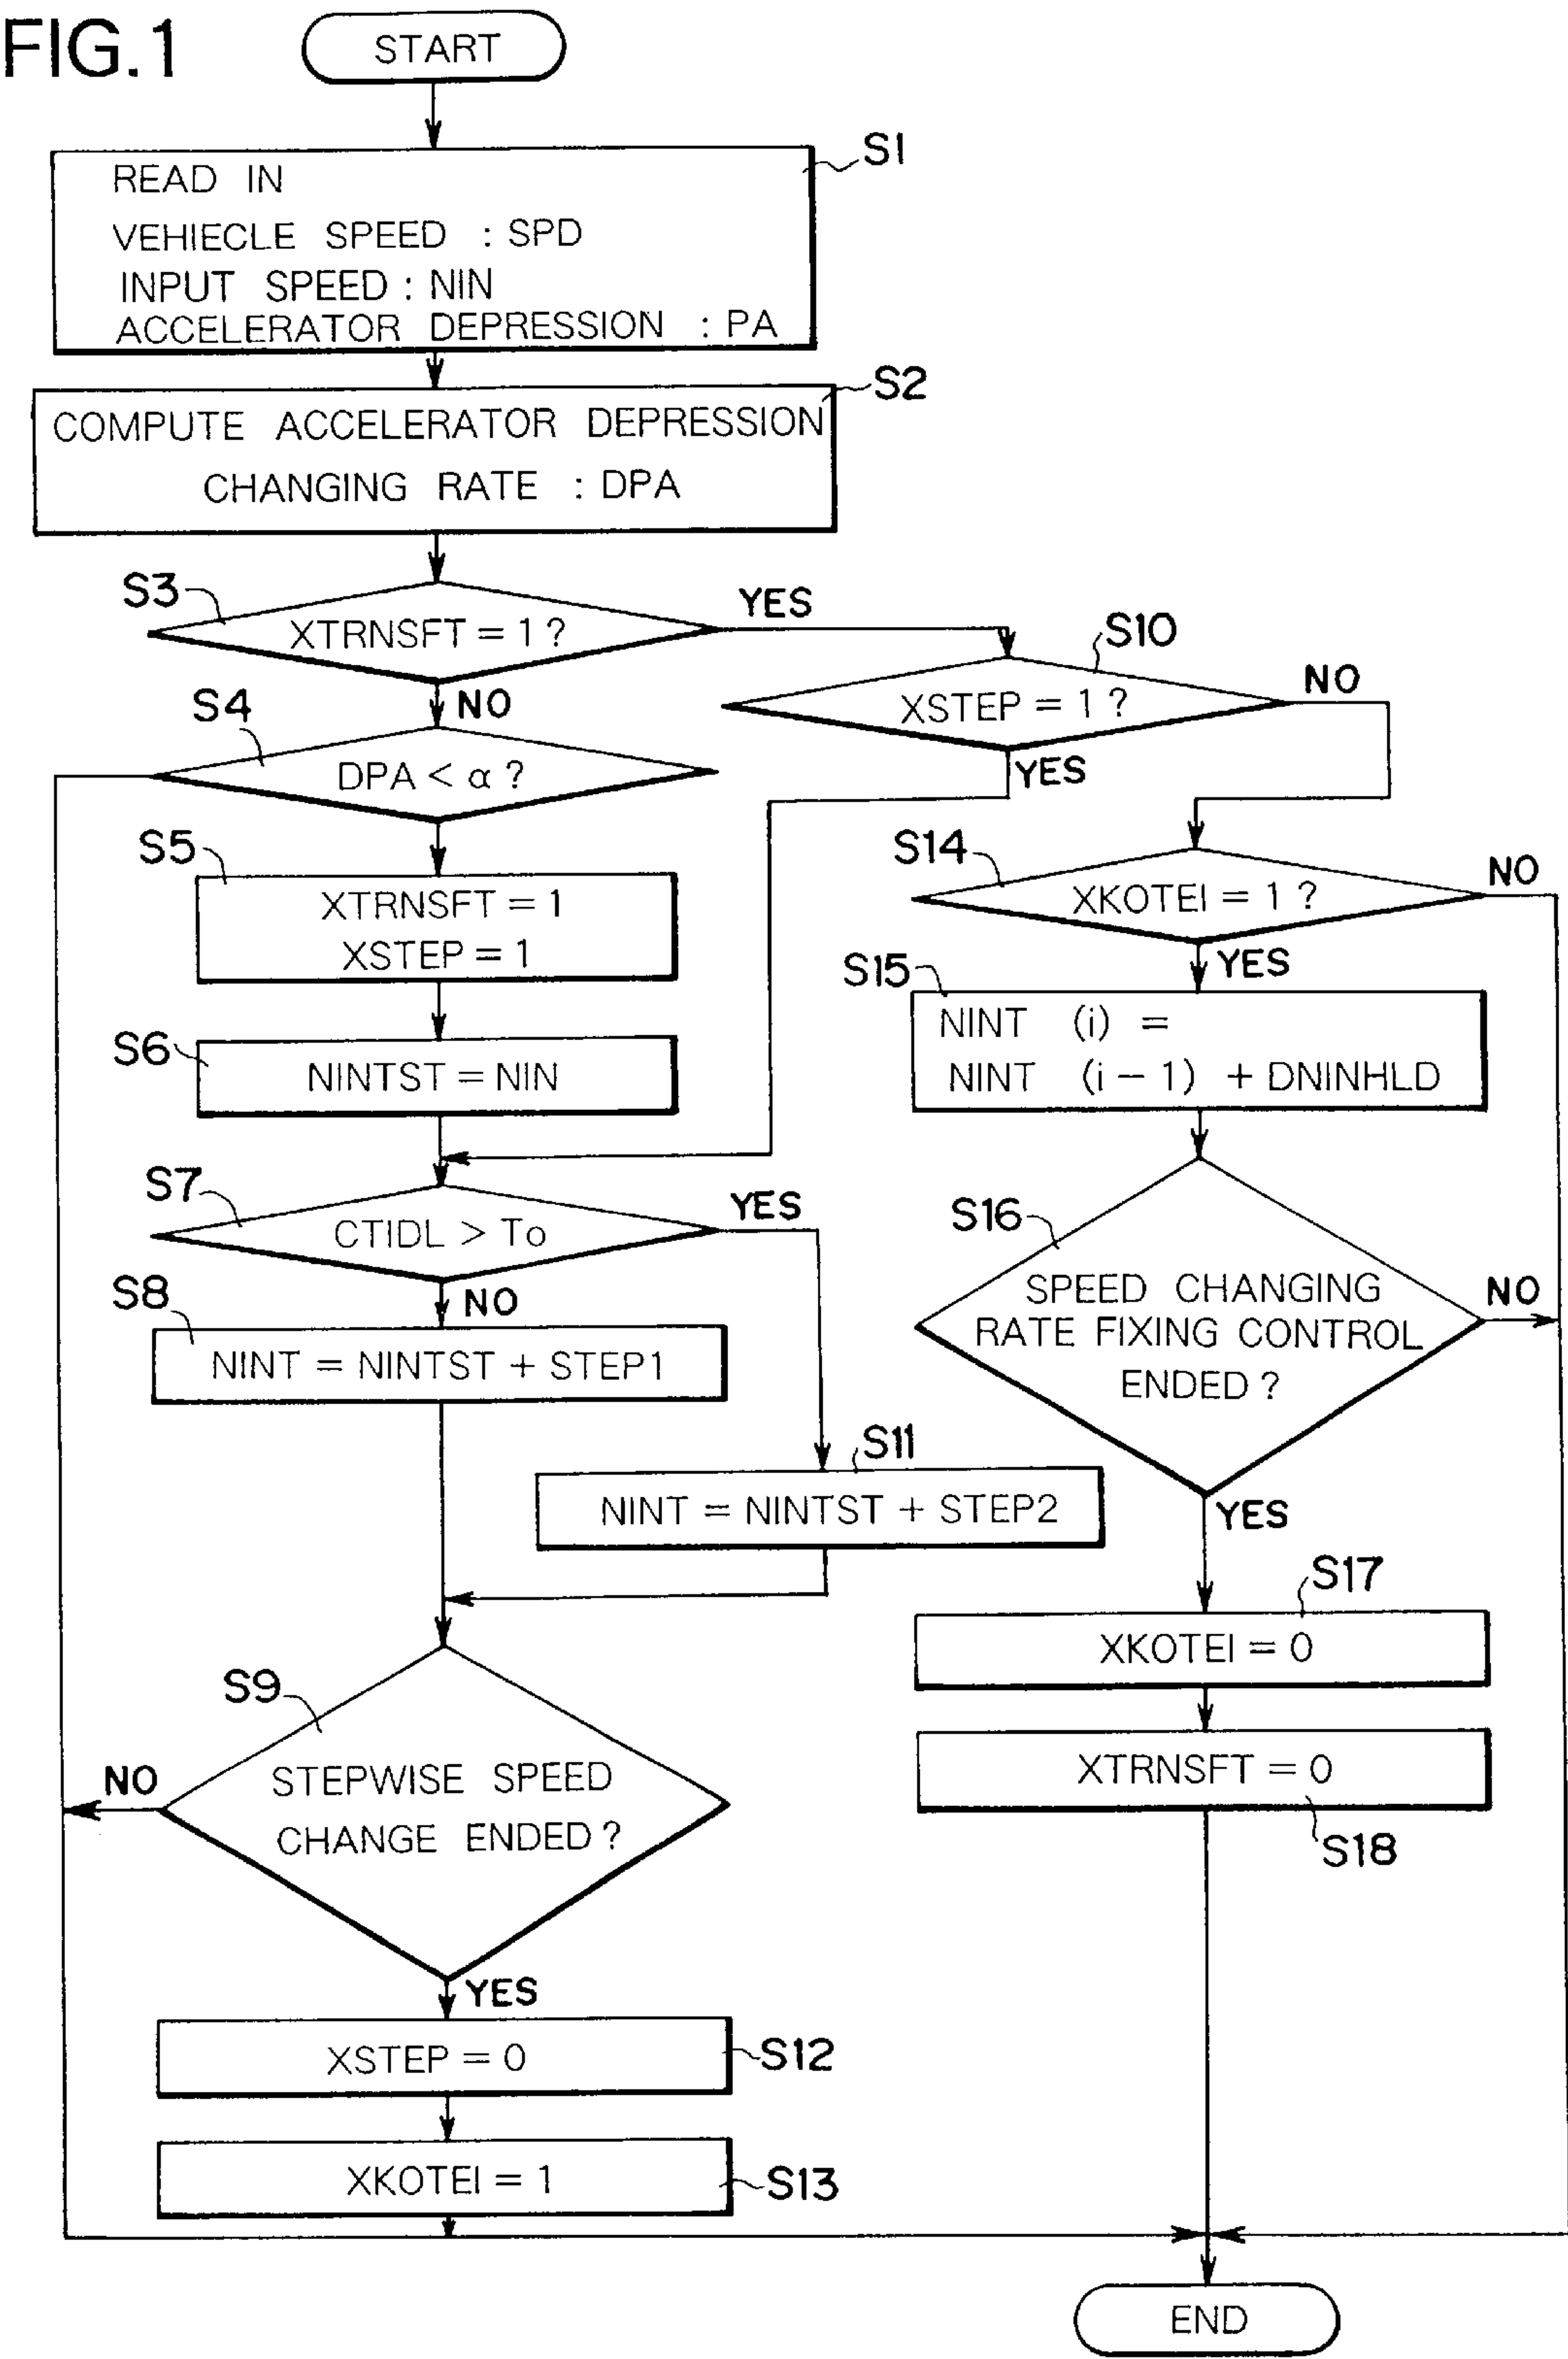 FIG.1
START
S1
READ IN
VEHIECLE SPEED : SPD
INPUT SPEED : NIN
ACCELERATOR DEPRESSION : PA
S2
COMPUTE ACCELERATOR DEPRESSION
CHANGING RATE : DPA
S3
XTRNSFT = 1 ?
YES
NO
S10
XSTEP = 1 ?
NO
YES
S4
DPA < α ?
S5
XTRNSFT = 1
XSTEP = 1
S14
XKOTEI = 1 ?
NO
YES
S6
NINTST = NIN
S15
NINT (i) =
NINT (i − 1) + DNINHLD
S7
CTIDL > To
YES
NO
S8
NINT = NINTST + STEP1
S16
SPEED CHANGING
RATE FIXING CONTROL
ENDED ?
NO
YES
S11
NINT = NINTST + STEP2
S17
XKOTEI = 0
S9
STEPWISE SPEED
CHANGE ENDED ?
NO
YES
XTRNSFT = 0
S18
XSTEP = 0
S12
XKOTEI = 1
S13
END